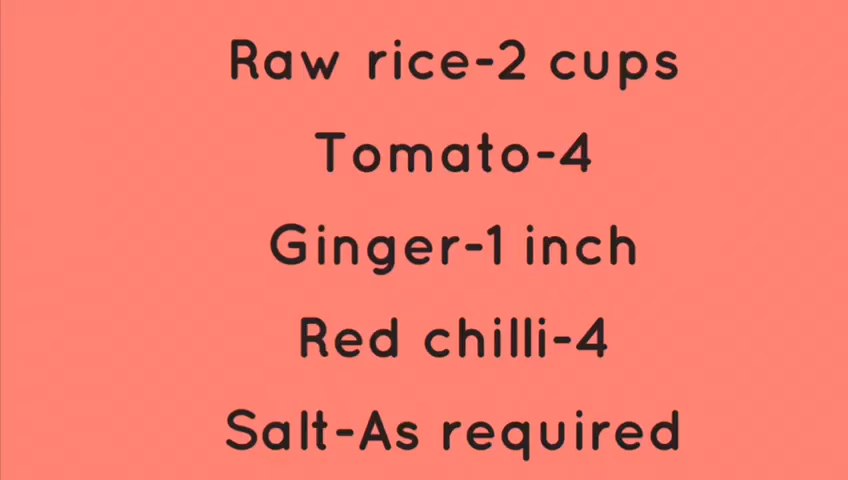 Raw rice-2 cups
Tomato-4
Ginger-1 inch
Red chilli-4
Salt-As required